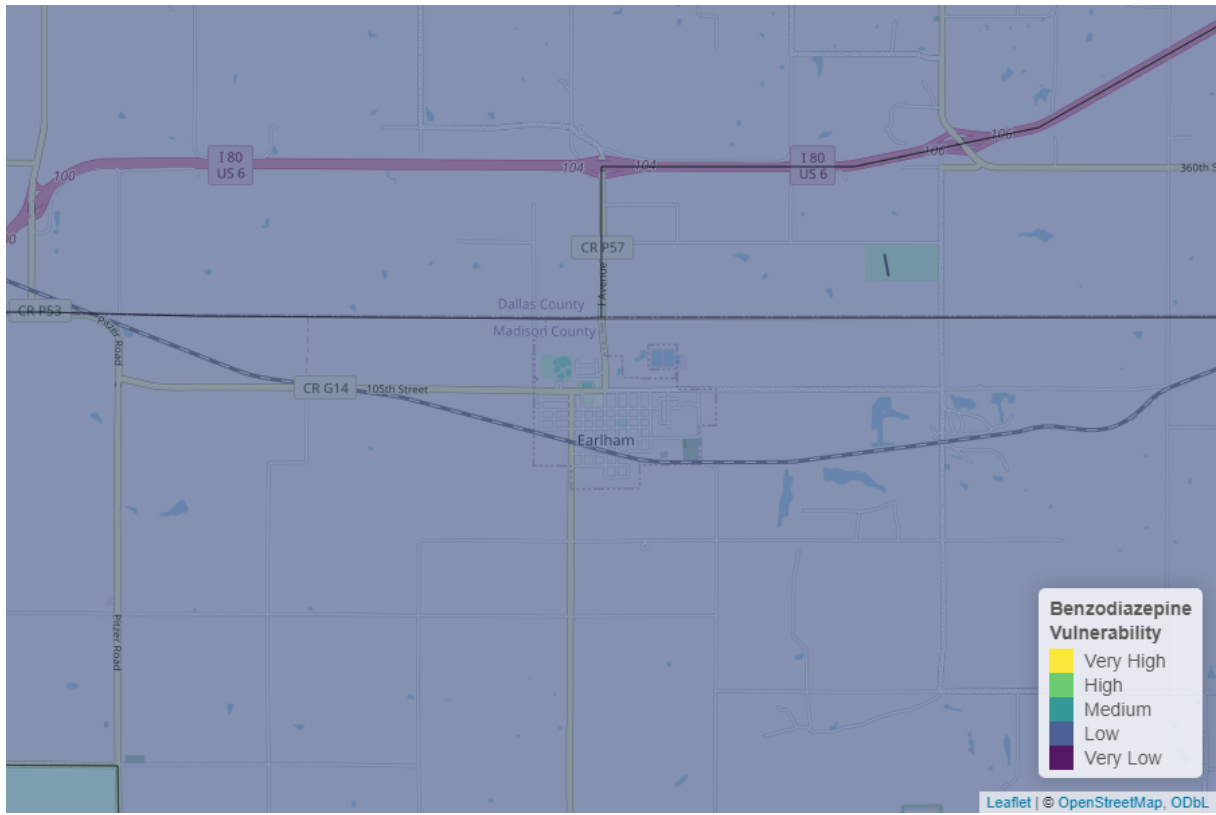 106
106
I 80
US 6
104
104
I 80
US 6
100
360th S
00
CR P57
I Avenue
Dallas County
CR P53
Madison County
Pitzer Road
CR G14
105th Street
Earlham
Pitzer Road
Benzodiazepine
Vulnerability
Very High
High
Medium
Low
Very Low
Leaflet | © OpenStreetMap, ODbL